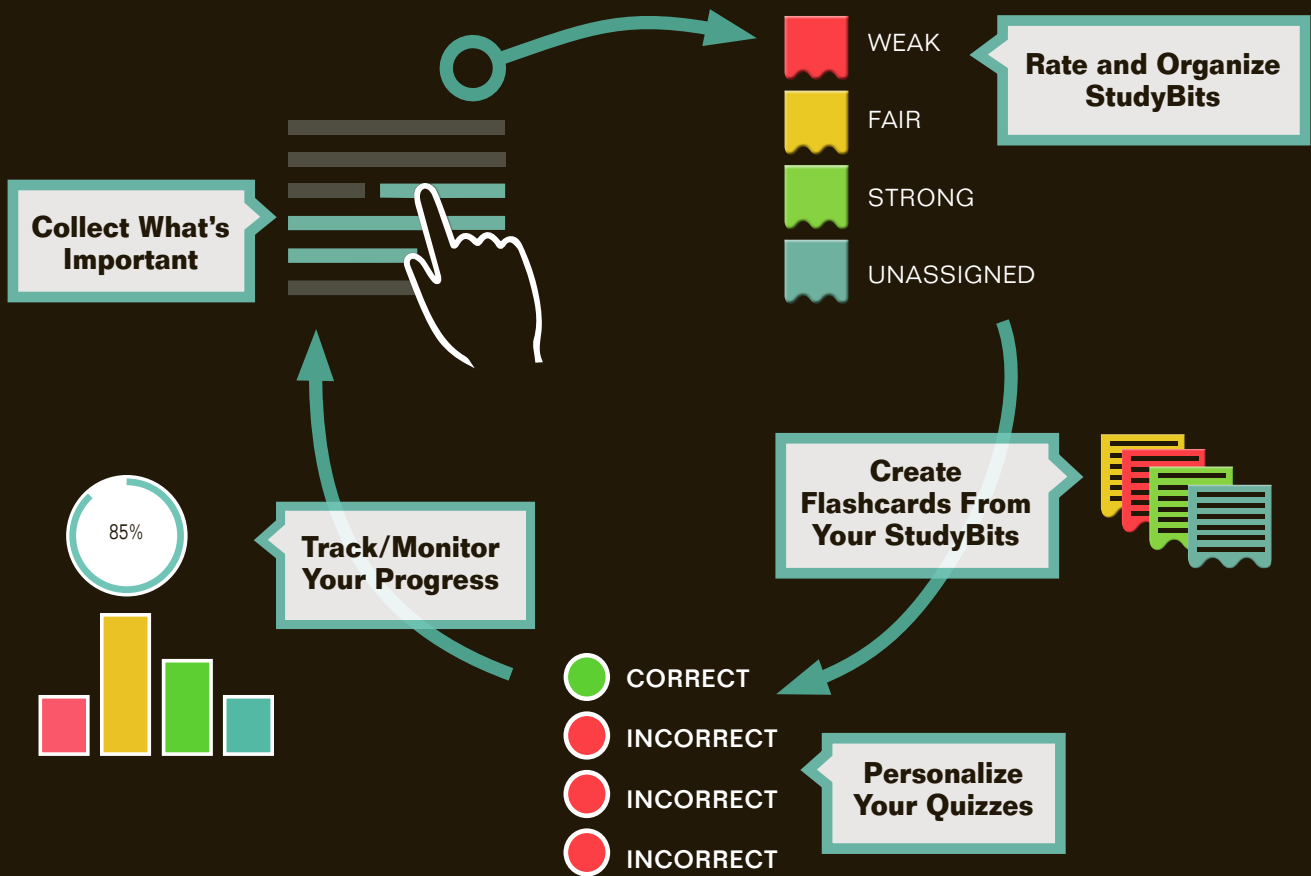 WEAK
FAIR
STRONG
UNASSIGNED
Rate and Organize
StudyBits
Collect What's
Important
Create
Flashcards From
Your StudyBits
85%
Track/Monitor
Your Progress
CORRECT
INCORRECT
INCORRECT
INCORRECT
Personalize
Your Quizzes